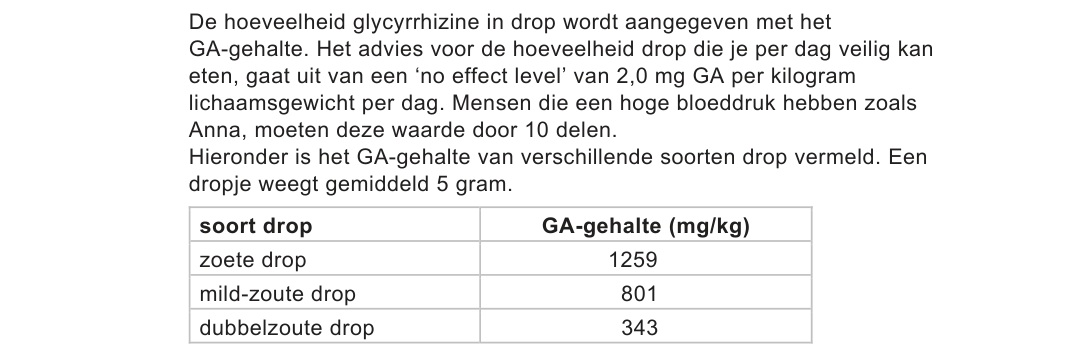 De hoeveelheid glycyrrhizine in drop wordt aangegeven met het
GA-gehalte. Het advies voor de hoeveelheid drop die je per dag veilig kan
eten, gaat uit van een ‘no effect level’ van 2,0 mg GA per kilogram
lichaamsgewicht per dag. Mensen die een hoge bloeddruk hebben zoals
Anna, moeten deze waarde door 10 delen.
Hieronder is het GA-gehalte van verschillende soorten drop vermeld. Een
dropje weegt gemiddeld 5 gram.
soort drop GA-gehalte (mg/kg)
zoete drop 1259
mild-zoute drop 801
dubbelzoute drop 343